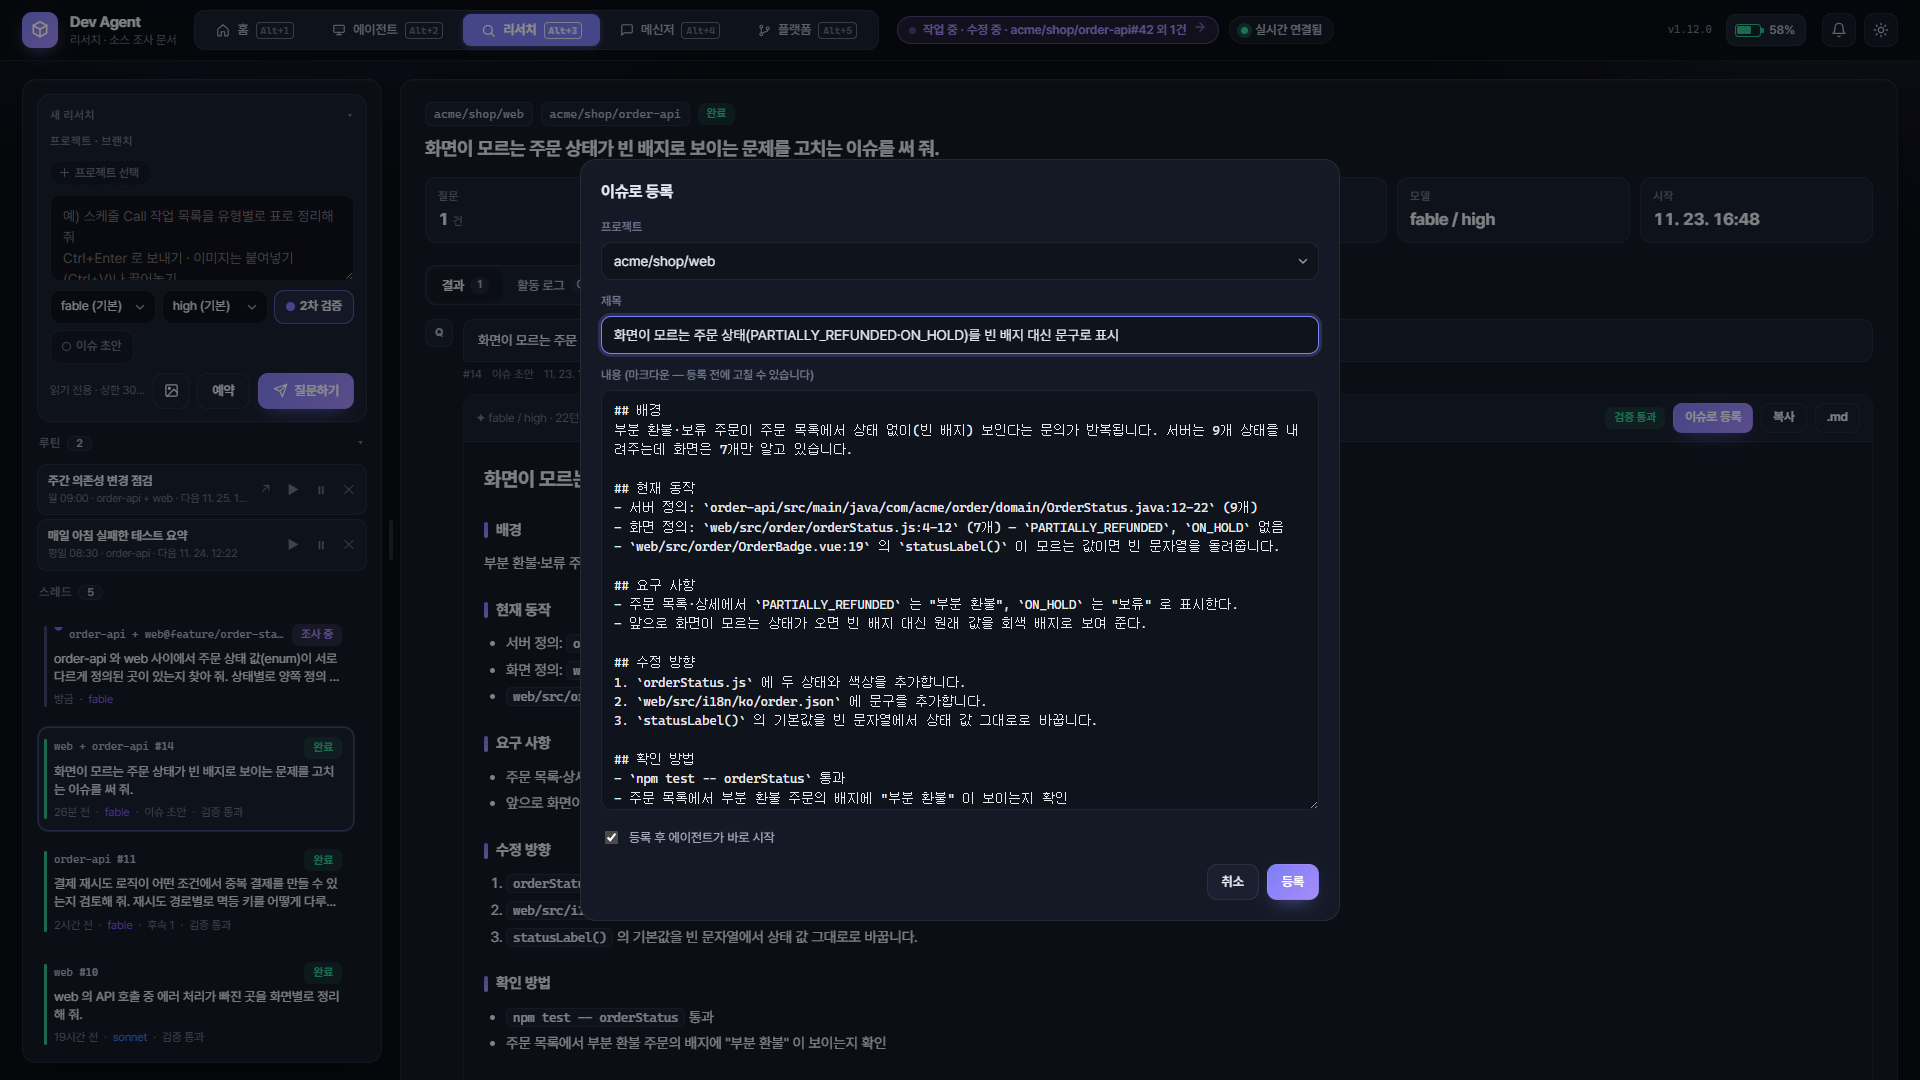 Dev Agent
리서치 · 소스 조사 문서
홈 Alt+1
에이전트 Alt+2
리서치 Alt+3
메신저 Alt+4
플랫폼 Alt+5
작업 중 · 수정 중 · acme/shop/order-api#42 외 1건
실시간 연결됨
v1.12.0
58%
새 리서치
프로젝트 · 브랜치
프로젝트 선택
예) 스케줄 Call 작업 목록을 유형별로 표로 정리해
줘
Ctrl+Enter 로 보내기 · 이미지는 붙여넣기
fable (기본)
high (기본)
2차 검증
이슈 초안
읽기 전용 · 상한 30...
예약
질문하기
루틴 2
주간 의존성 변경 점검
월 09:00 · order-api + web · 다음 11. 25. 1...
매일 아침 실패한 테스트 요약
평일 08:30 · order-api · 다음 11. 24. 12:22
스레드 5
order-api + web@feature/order-sta… 조사 중
order-api 와 web 사이에서 주문 상태 값(enum)이 서로
다르게 정의된 곳이 있는지 찾아 줘. 상태별로 양쪽 정의 ...
방금 · fable
web + order-api #14 완료
화면이 모르는 주문 상태가 빈 배지로 보이는 문제를 고치
는 이슈를 써 줘.
26분 전 · fable · 이슈 초안 · 검증 통과
order-api #11 완료
결제 재시도 로직이 어떤 조건에서 중복 결제를 만들 수 있
는지 검토해 줘. 재시도 경로별로 멱등 키를 어떻게 다루...
2시간 전 · fable · 후속 1 · 검증 통과
web #10 완료
web 의 API 호출 중 에러 처리가 빠진 곳을 화면별로 정리
해 줘.
19시간 전 · sonnet · 검증 통과
acme/shop/web
acme/shop/order-api
완료
화면이 모르는 주문 상태가 빈 배지로 보이는 문제를 고치는 이슈를 써 줘.
질문
1 건
모델
fable / high
시작
11. 23. 16:48
결과 1
활동 로그
Q
화면이 모르는 주문
#14 이슈 초안 11. 23.
fable / high · 22턴
검증 통과
이슈로 등록
복사
.md
화면이 모르는
배경
부분 환불·보류 주
현재 동작
서버 정의:
화면 정의:
web/src/or
요구 사항
주문 목록·상세
앞으로 화면이
수정 방향
1. orderStatu
2. web/src/i1
3. statusLabel() 의 기본값을 빈 문자열에서 상태 값 그대로로 바꿉니다.
확인 방법
npm test -- orderStatus 통과
주문 목록에서 부분 환불 주문의 배지에 "부분 환불" 이 보이는지 확인
이슈로 등록
프로젝트
acme/shop/web
제목
화면이 모르는 주문 상태(PARTIALLY_REFUNDED·ON_HOLD)를 빈 배지 대신 문구로 표시
내용 (마크다운 — 등록 전에 고칠 수 있습니다)
## 배경
부분 환불·보류 주문이 주문 목록에서 상태 없이(빈 배지) 보인다는 문의가 반복됩니다. 서버는 9개 상태를 내
려주는데 화면은 7개만 알고 있습니다.
## 현재 동작
- 서버 정의: `order-api/src/main/java/com/acme/order/domain/OrderStatus.java:12-22` (9개)
- 화면 정의: `web/src/order/orderStatus.js:4-12` (7개) — `PARTIALLY_REFUNDED`, `ON_HOLD` 없음
- `web/src/order/OrderBadge.vue:19` 의 `statusLabel()` 이 모르는 값이면 빈 문자열을 돌려줍니다.
## 요구 사항
- 주문 목록·상세에서 `PARTIALLY_REFUNDED` 는 "부분 환불", `ON_HOLD` 는 "보류" 로 표시한다.
- 앞으로 화면이 모르는 상태가 오면 빈 배지 대신 원래 값을 회색 배지로 보여 준다.
## 수정 방향
1. `orderStatus.js` 에 두 상태와 색상을 추가합니다.
2. `web/src/i18n/ko/order.json` 에 문구를 추가합니다.
3. `statusLabel()` 의 기본값을 빈 문자열에서 상태 값 그대로로 바꿉니다.
## 확인 방법
- `npm test -- orderStatus` 통과
- 주문 목록에서 부분 환불 주문의 배지에 "부분 환불" 이 보이는지 확인
등록 후 에이전트가 바로 시작
취소
등록